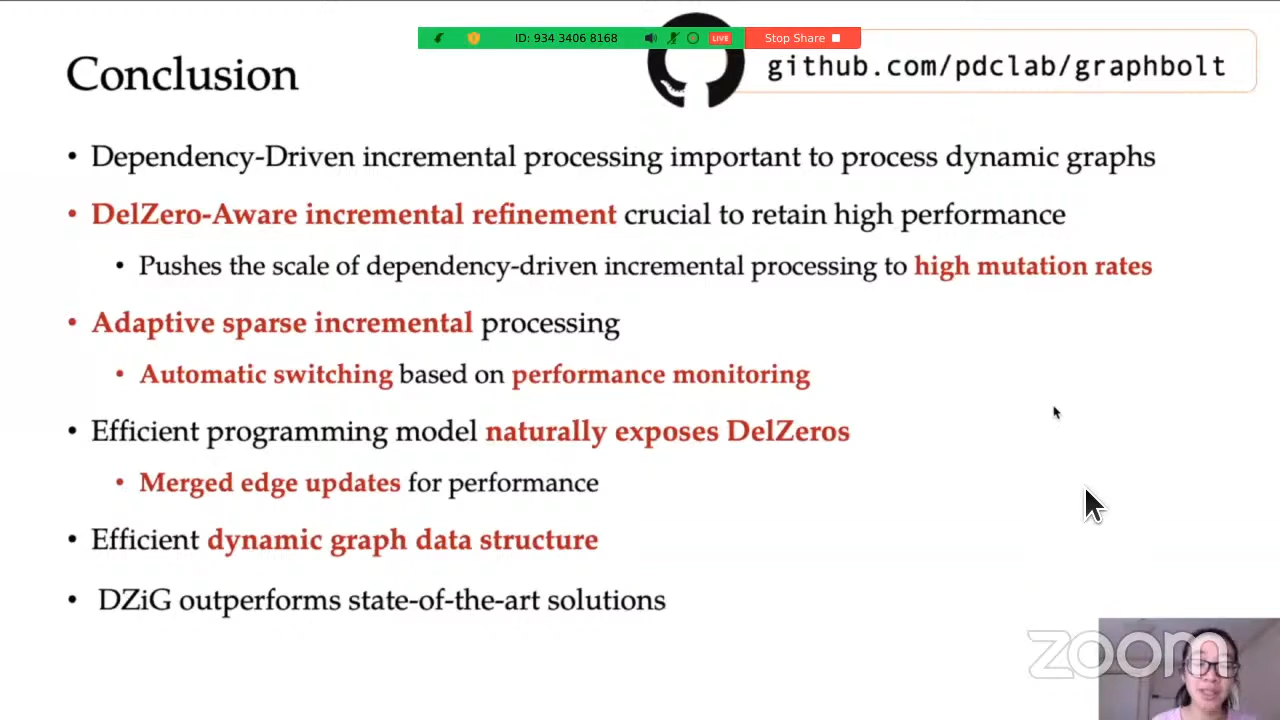 ID: 934 3406 8168
LIVE
Stop Share
Conclusion
github.com/pdclab/graphbolt
• Dependency-Driven incremental processing important to process dynamic graphs
• DelZero-Aware incremental refinement crucial to retain high performance
• Pushes the scale of dependency-driven incremental processing to high mutation rates
• Adaptive sparse incremental processing
• Automatic switching based on performance monitoring
• Efficient programming model naturally exposes DelZeros
• Merged edge updates for performance
• Efficient dynamic graph data structure
• DZiG outperforms state-of-the-art solutions
zoom